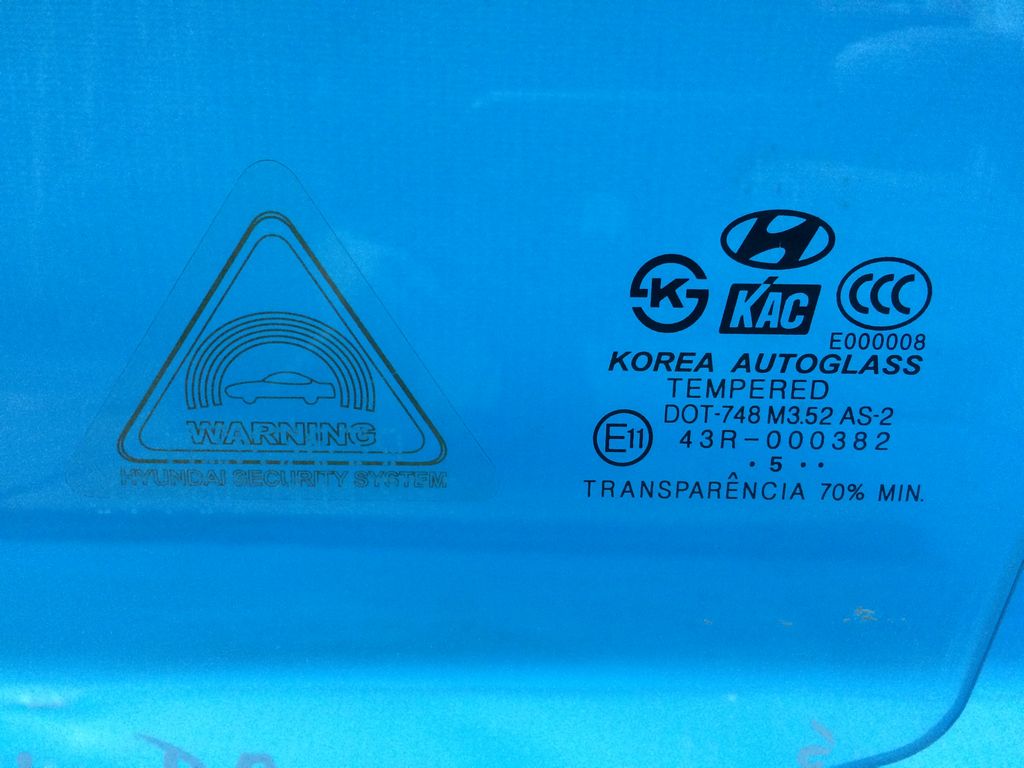 WARNING
HYUNDAI SECURITY SYSTEM
K
KAC
CCC
E000008
KOREA AUTOGLASS
TEMPERED
DOT-748 M3.52 AS-2
E11 43R-000382
· 5 · ·
TRANSPARÊNCIA 70% MIN.